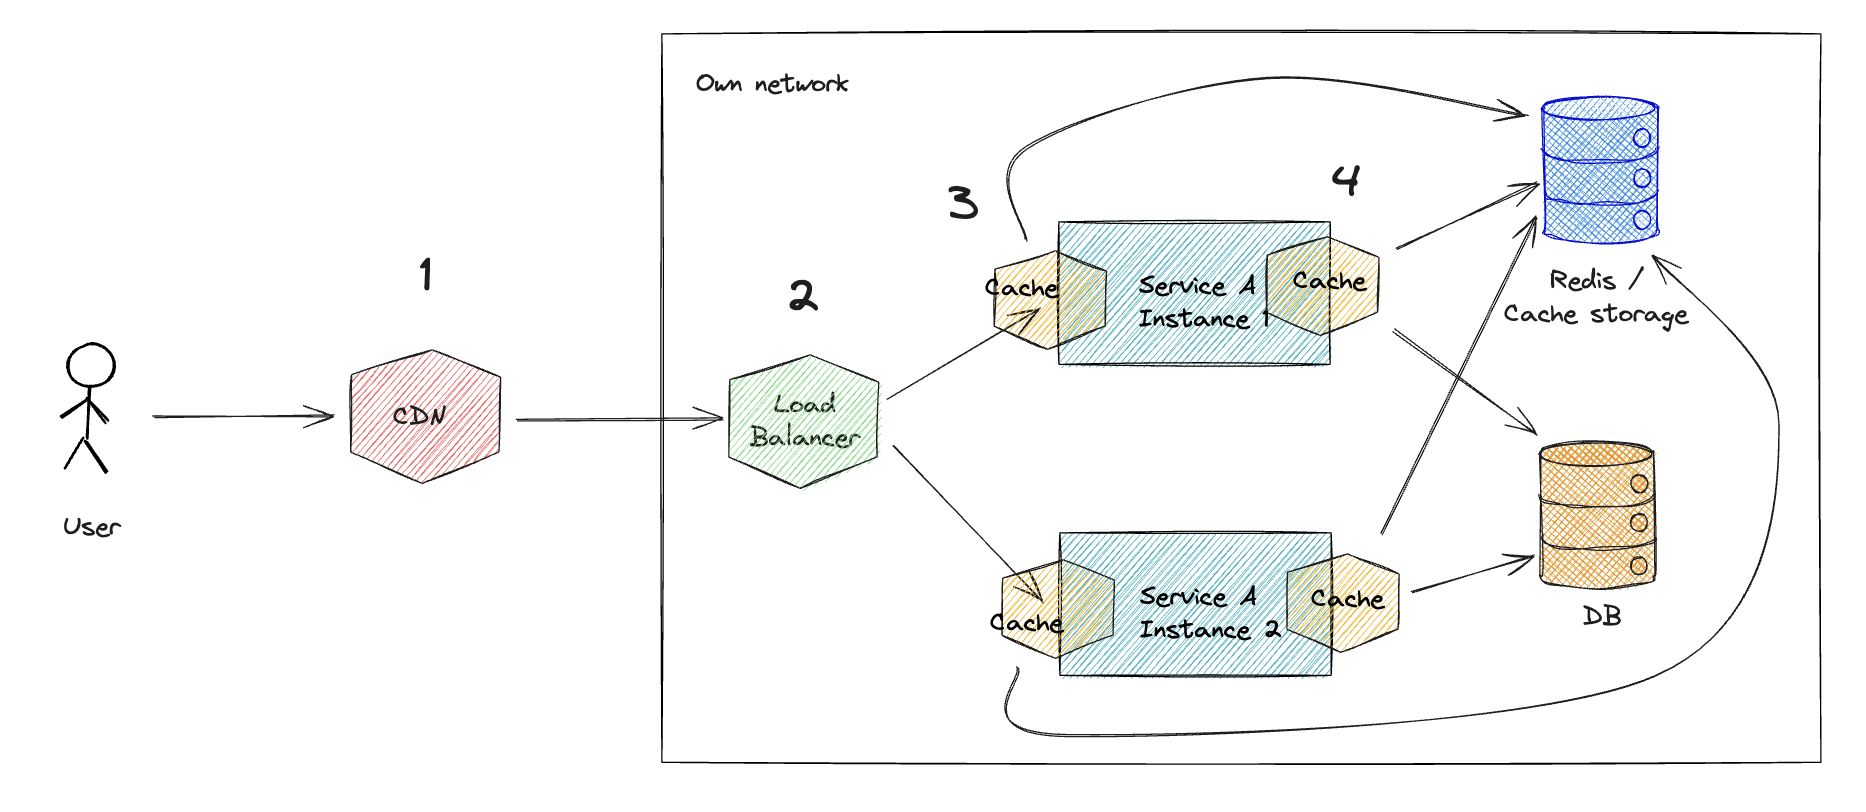 Own network
1
2
3
4
User
CDN
Load
Balancer
Cache
Service A
Instance 1
Cache
Cache
Service A
Instance 2
Cache
Redis /
Cache storage
DB